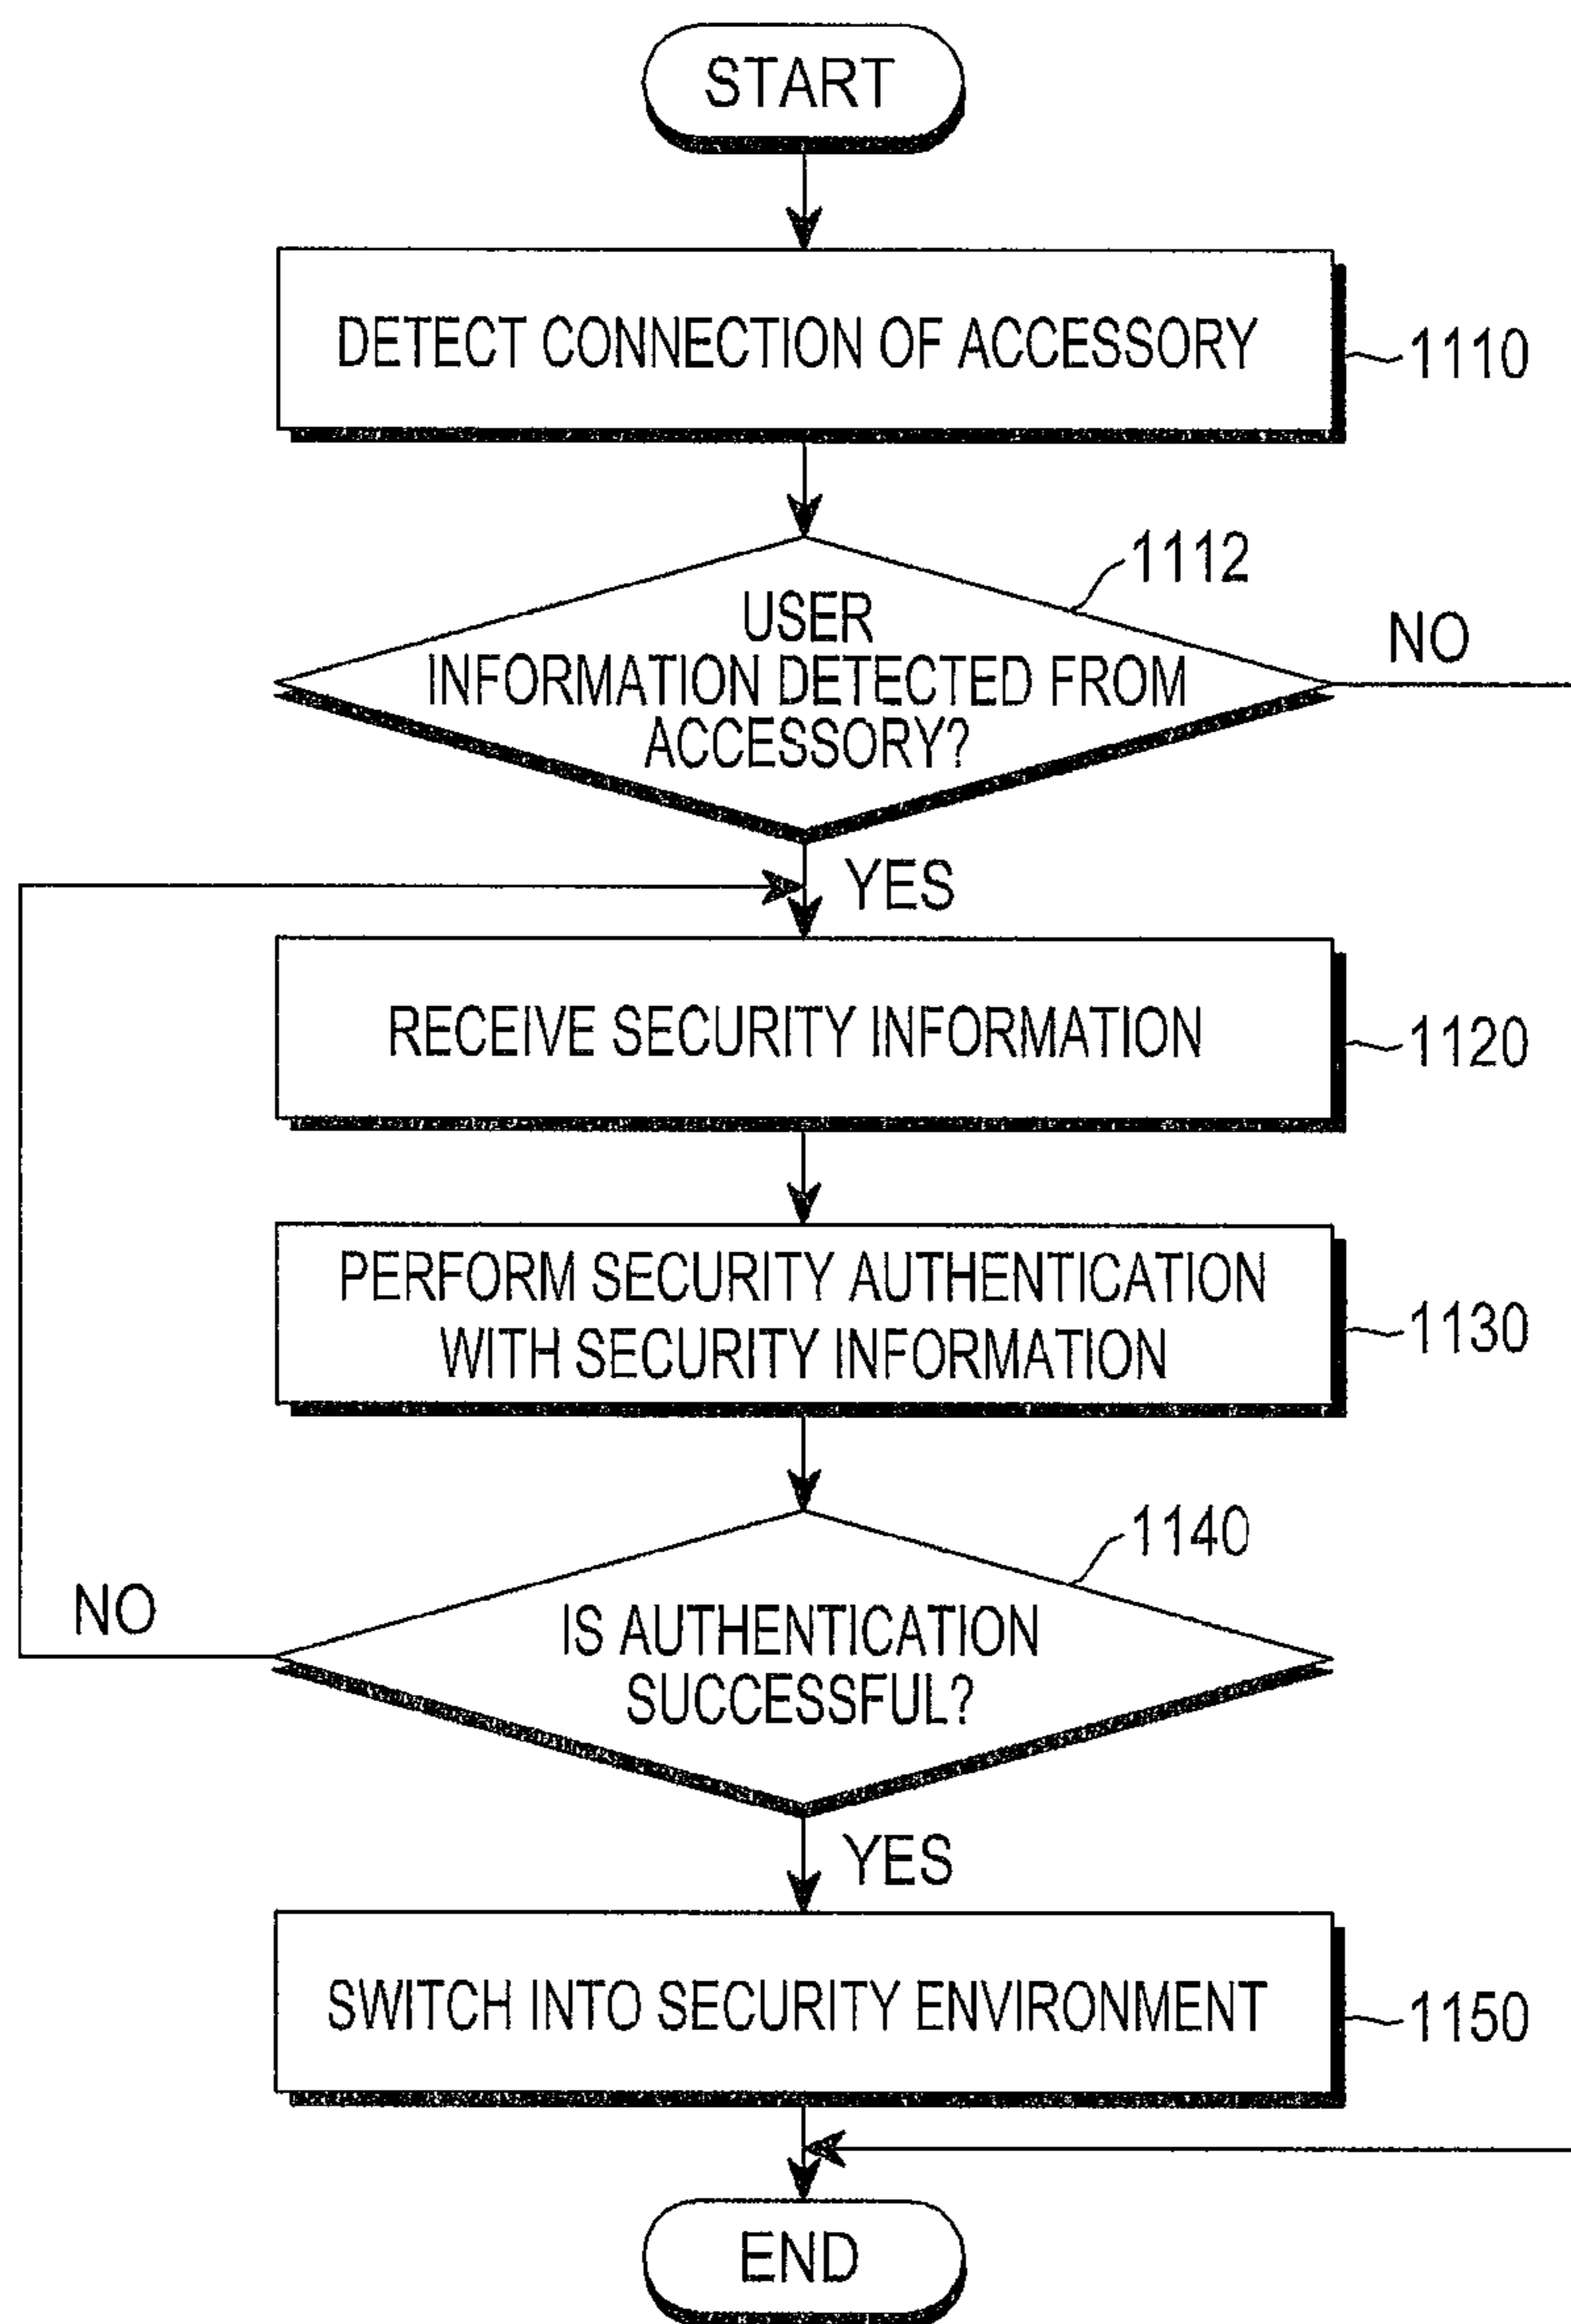 START
DETECT CONNECTION OF ACCESSORY
1110
1112
USER
INFORMATION DETECTED FROM
ACCESSORY?
NO
YES
RECEIVE SECURITY INFORMATION
1120
PERFORM SECURITY AUTHENTICATION
WITH SECURITY INFORMATION
1130
1140
IS AUTHENTICATION
SUCCESSFUL?
NO
YES
SWITCH INTO SECURITY ENVIRONMENT
1150
END